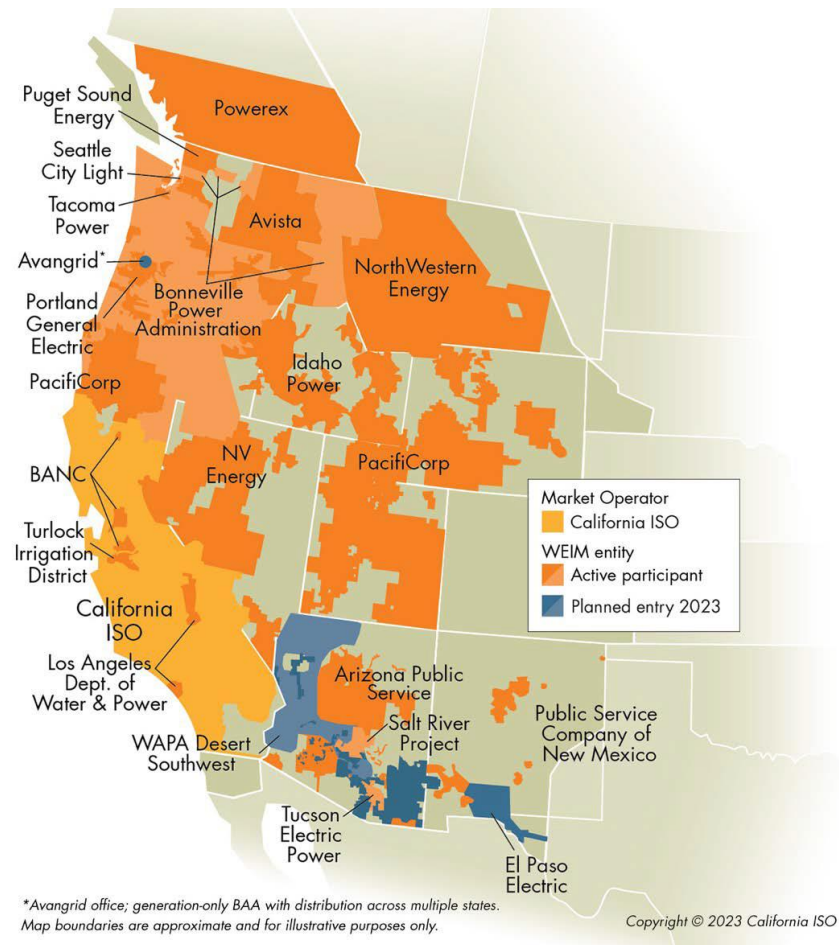 Puget Sound
Energy
Powerex
Seattle
City Light
Tacoma
Power
Avista
Avangrid*
NorthWestern
Energy
Bonneville
Power
Administration
Portland
General
Electric
Idaho
Power
PacifiCorp
NV
Energy
PacifiCorp
BANC
Market Operator
California ISO
WEIM entity
Active participant
Planned entry 2023
Turlock
Irrigation
District
California
ISO
Los Angeles
Dept. of
Water & Power
Arizona Public
Service
Salt River
Project
Public Service
Company of
New Mexico
WAPA Desert
Southwest
Tucson
Electric
Power
El Paso
Electric
*Avangrid office; generation-only BAA with distribution across multiple states.
Map boundaries are approximate and for illustrative purposes only.
Copyright © 2023 California ISO